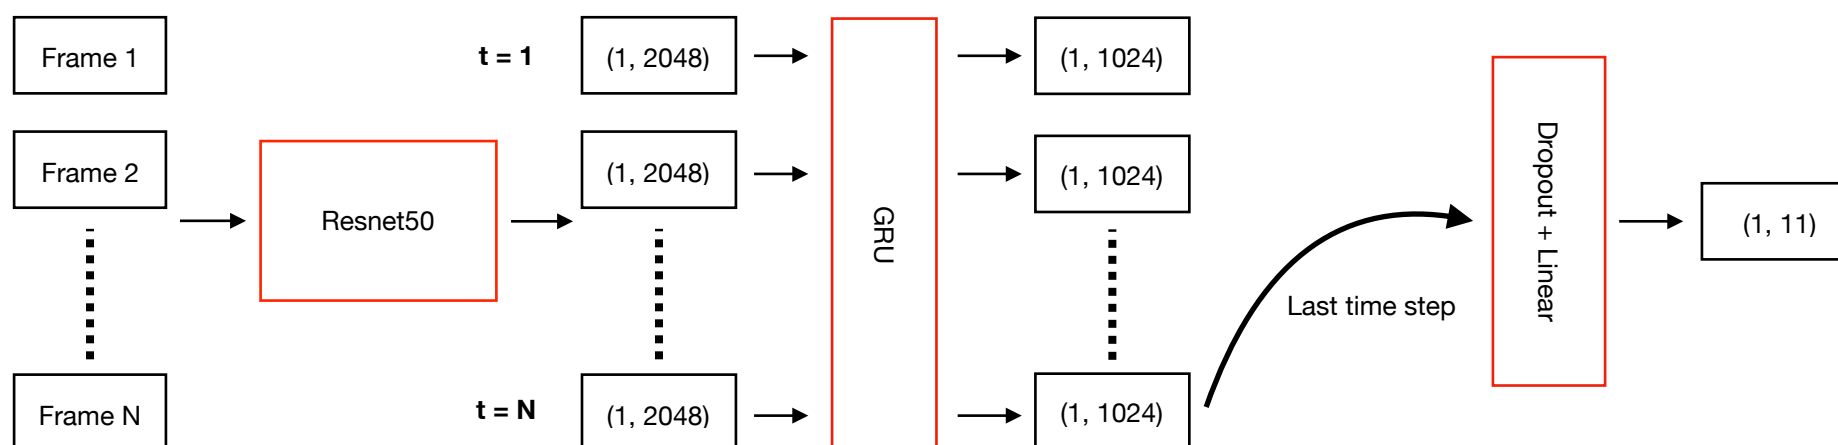 Frame 1
t = 1
(1, 2048)
(1, 1024)
Frame 2
(1, 2048)
(1, 1024)
Resnet50
GRU
Dropout + Linear
(1, 11)
Last time step
Frame N
t = N
(1, 2048)
(1, 1024)